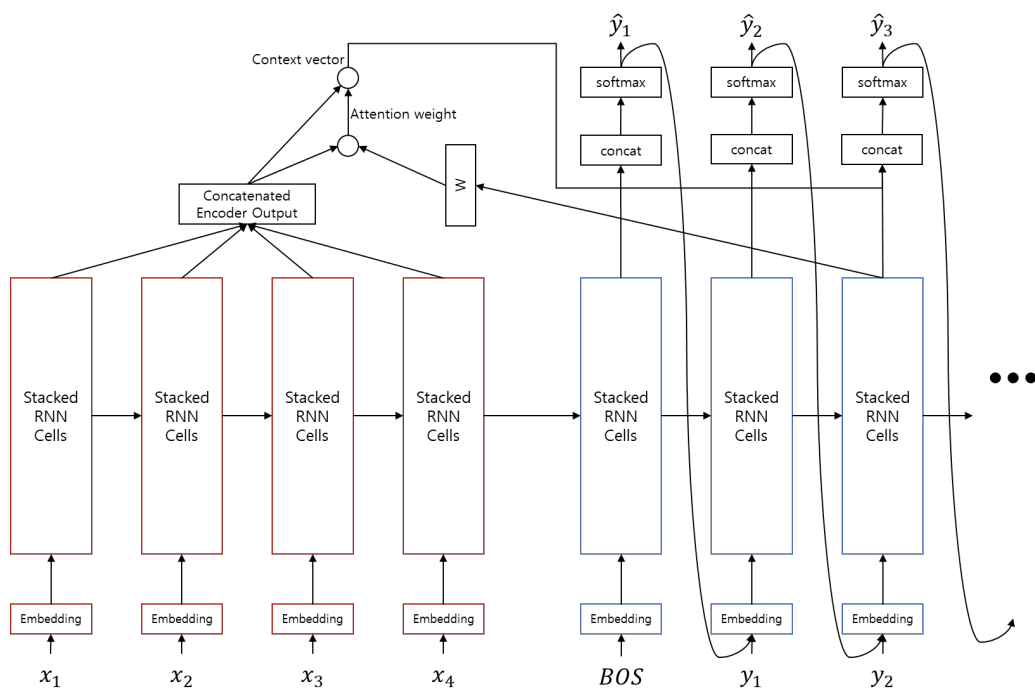 ŷ₁ ŷ₂ ŷ₃
Context vector
softmax softmax softmax
Attention weight
concat concat concat
W
Concatenated
Encoder Output
Stacked Stacked Stacked Stacked Stacked Stacked Stacked
RNN RNN RNN RNN RNN RNN RNN
Cells Cells Cells Cells Cells Cells Cells
Embedding Embedding Embedding Embedding Embedding Embedding Embedding
x₁ x₂ x₃ x₄ BOS y₁ y₂